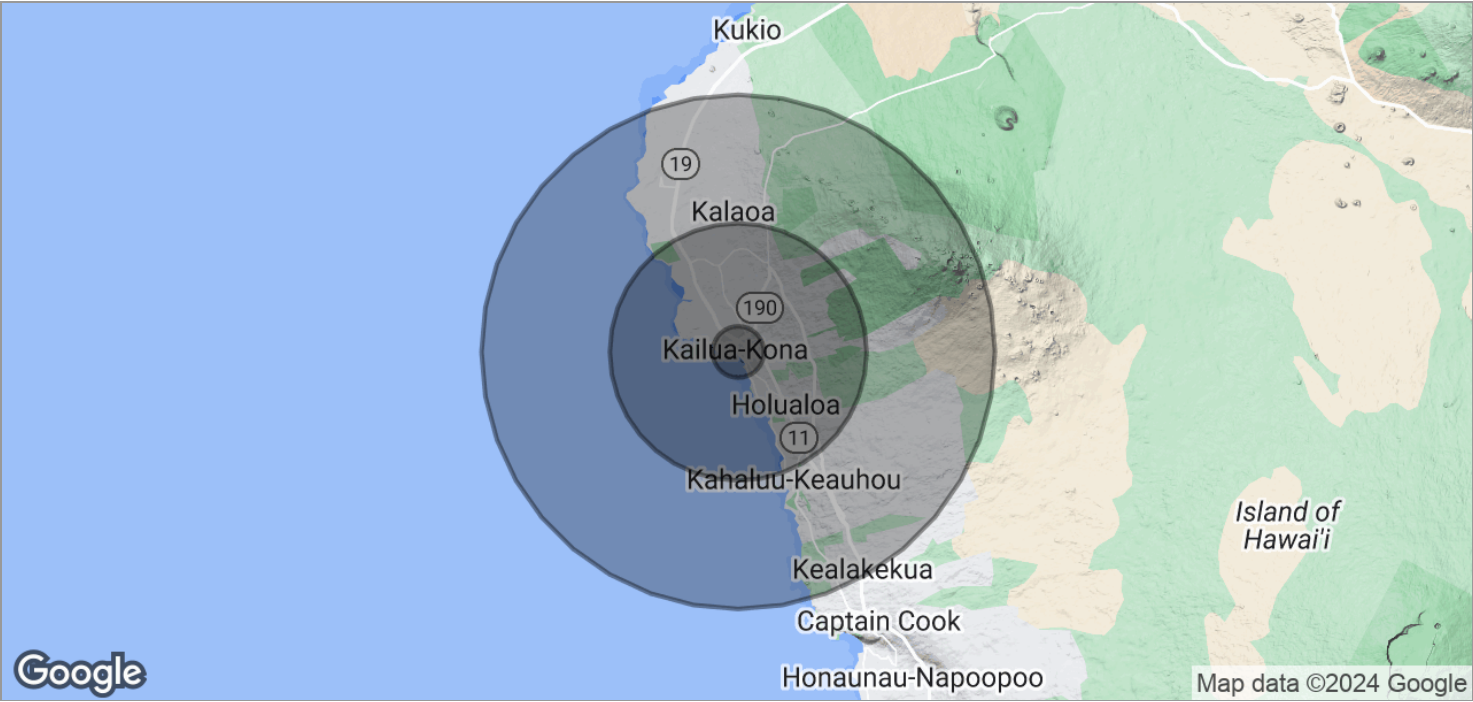 Kukio
19
Kalaoa
190
Kailua-Kona
Holualoa
11
Kahaluu-Keauhou
Island of
Hawai'i
Kealakekua
Captain Cook
Honaunau-Napoopoo
Google
Map data ©2024 Google